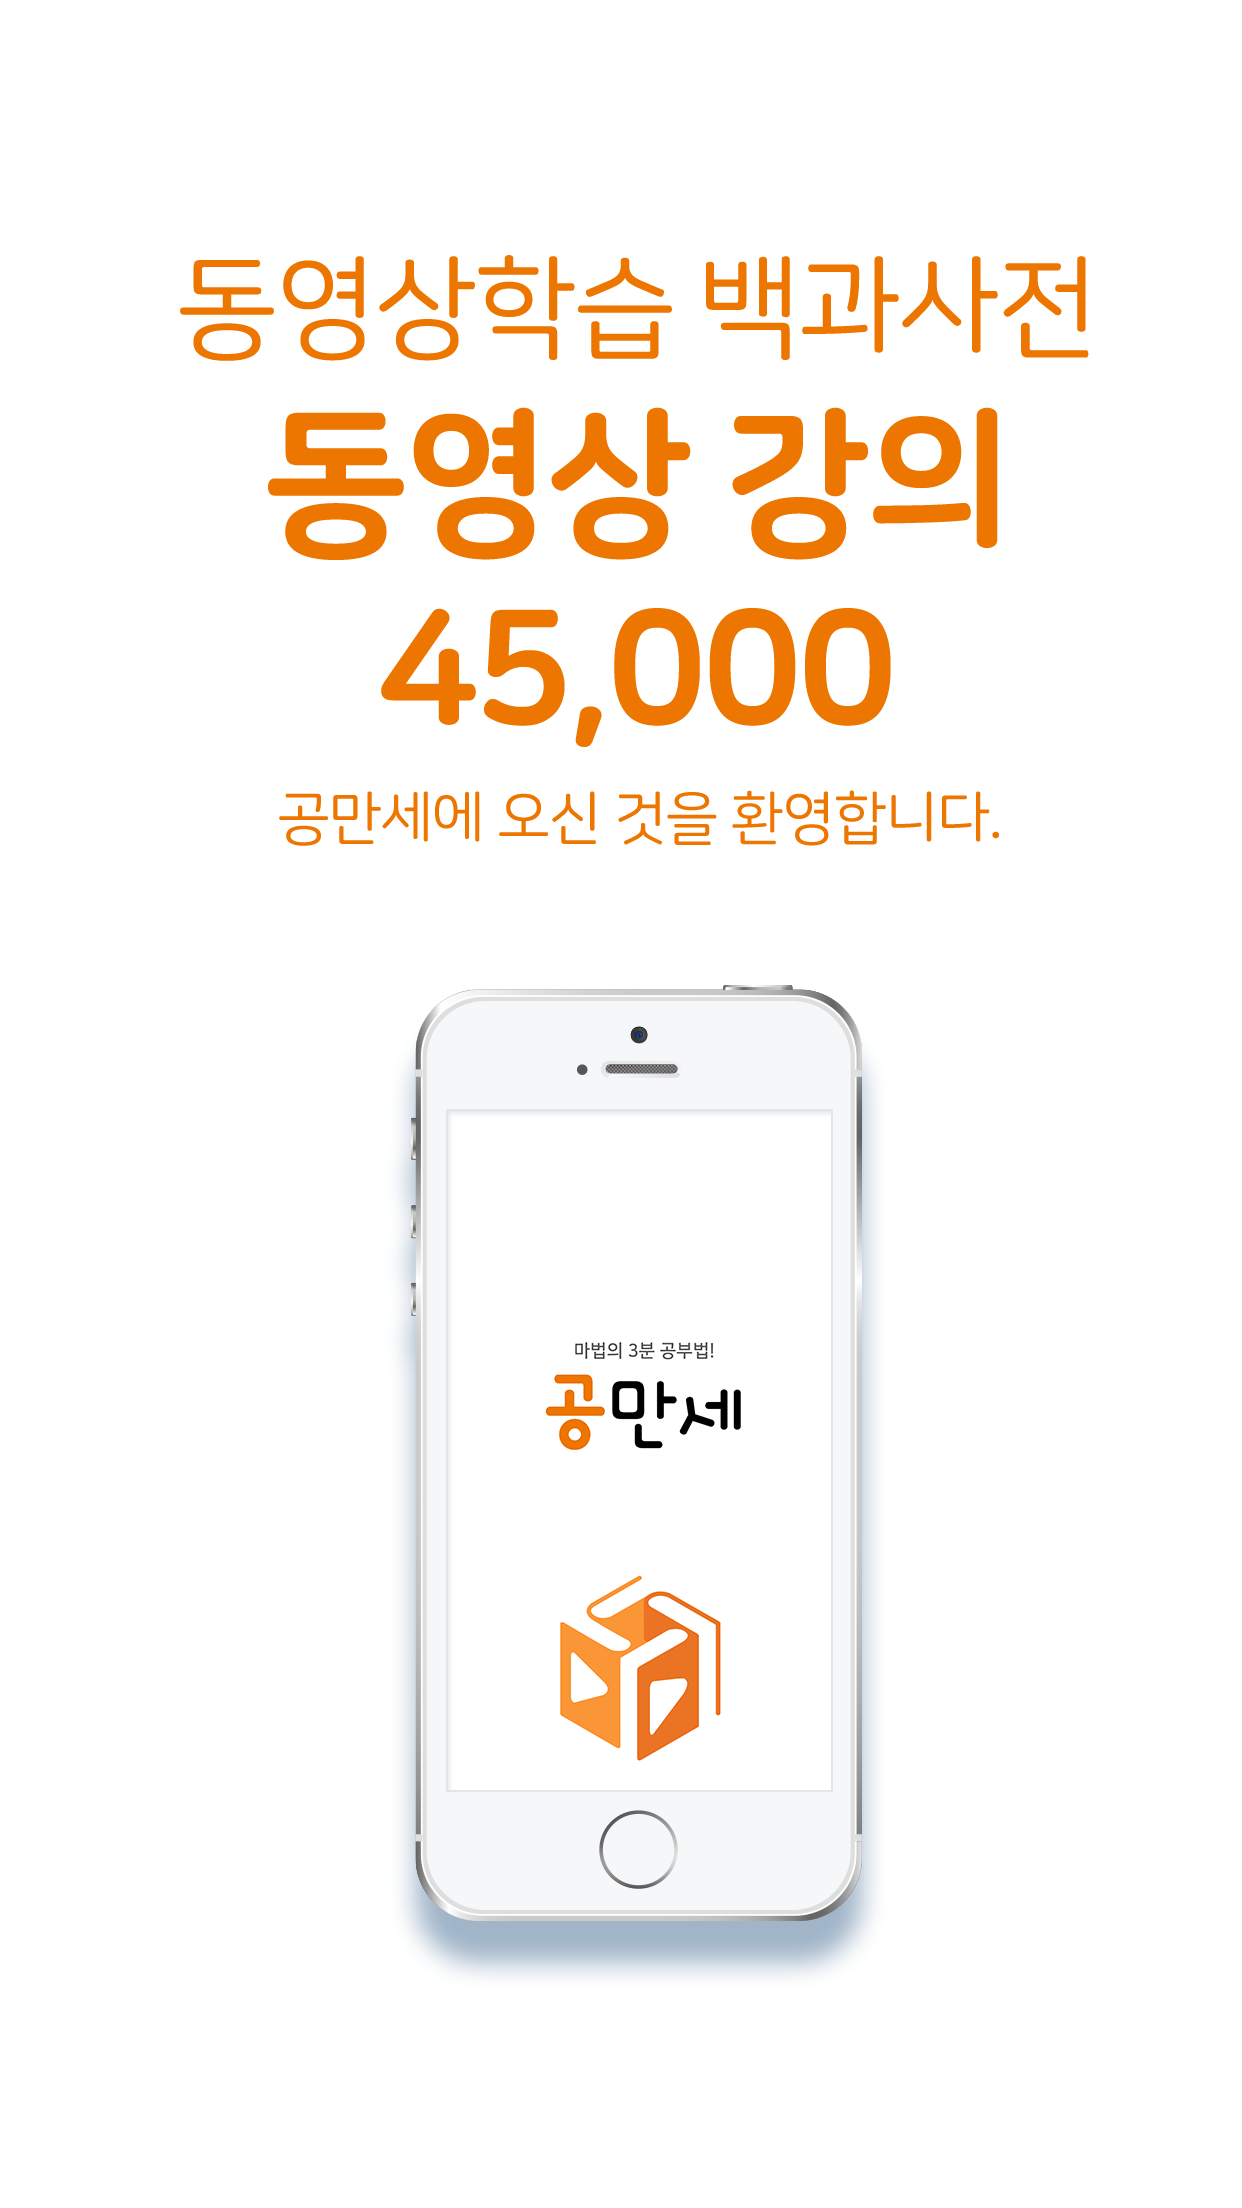 동영상학습 백과사전
동영상 강의
45,000
공만세에 오신 것을 환영합니다.
마법의 3분 공부법!
공만세